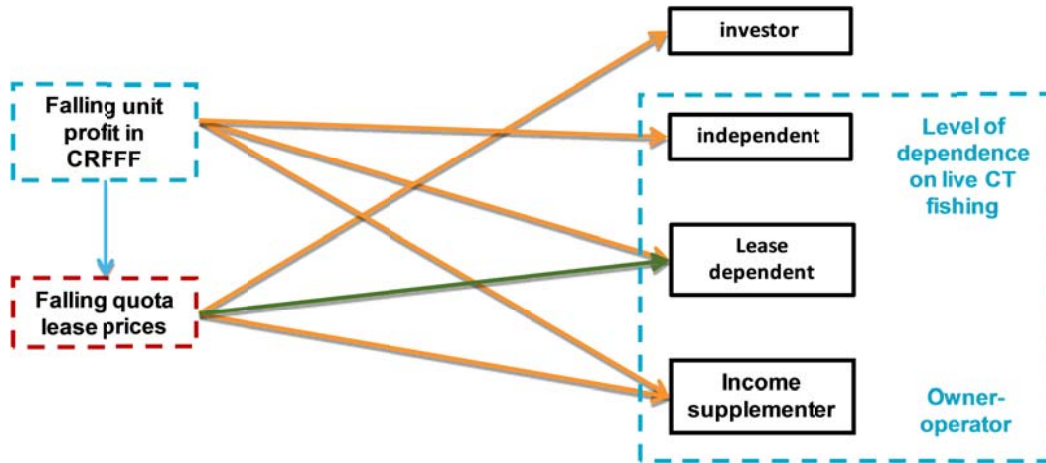 Falling unit
profit in
CRFFF
Falling quota
lease prices
investor
independent
Lease
dependent
Income
supplementer
Level of
dependence
on live CT
fishing
Owner-
operator